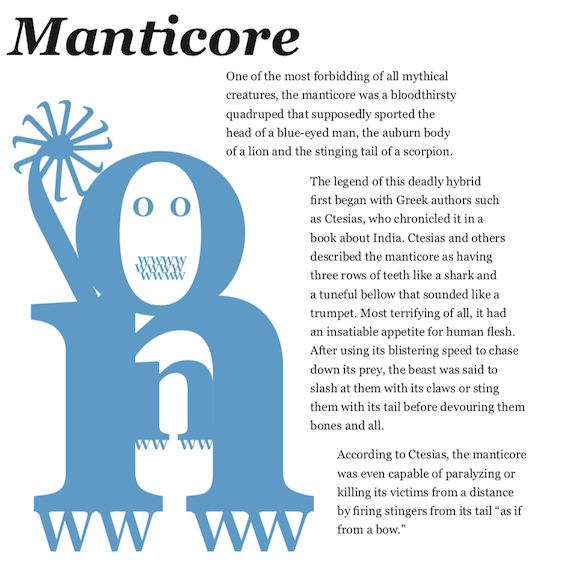 Manticore
One of the most forbidding of all mythical
creatures, the manticore was a bloodthirsty
quadruped that supposedly sported the
head of a blue-eyed man, the auburn body
of a lion and the stinging tail of a scorpion.
The legend of this deadly hybrid
first began with Greek authors such
as Ctesias, who chronicled it in a
book about India. Ctesias and others
described the manticore as having
three rows of teeth like a shark and
a tuneful bellow that sounded like a
trumpet. Most terrifying of all, it had
an insatiable appetite for human flesh.
After using its blistering speed to chase
down its prey, the beast was said to
slash at them with its claws or sting
them with its tail before devouring them
bones and all.
According to Ctesias, the manticore
was even capable of paralyzing or
killing its victims from a distance
by firing stingers from its tail “as if
from a bow.”